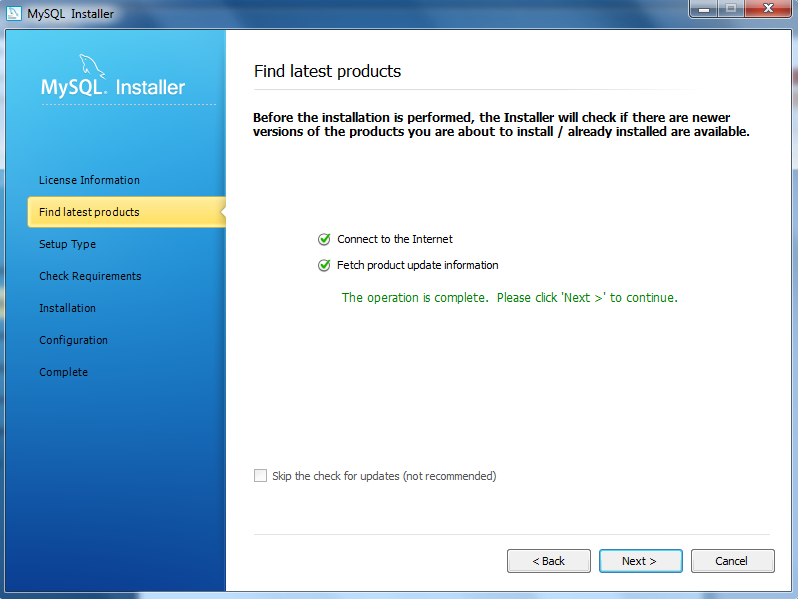 MySQL Installer
MySQL. Installer
License Information
Find latest products
Setup Type
Check Requirements
Installation
Configuration
Complete
Find latest products
Before the installation is performed, the Installer will check if there are newer
versions of the products you are about to install / already installed are available.
Connect to the Internet
Fetch product update information
The operation is complete. Please click 'Next >' to continue.
Skip the check for updates (not recommended)
< Back
Next >
Cancel